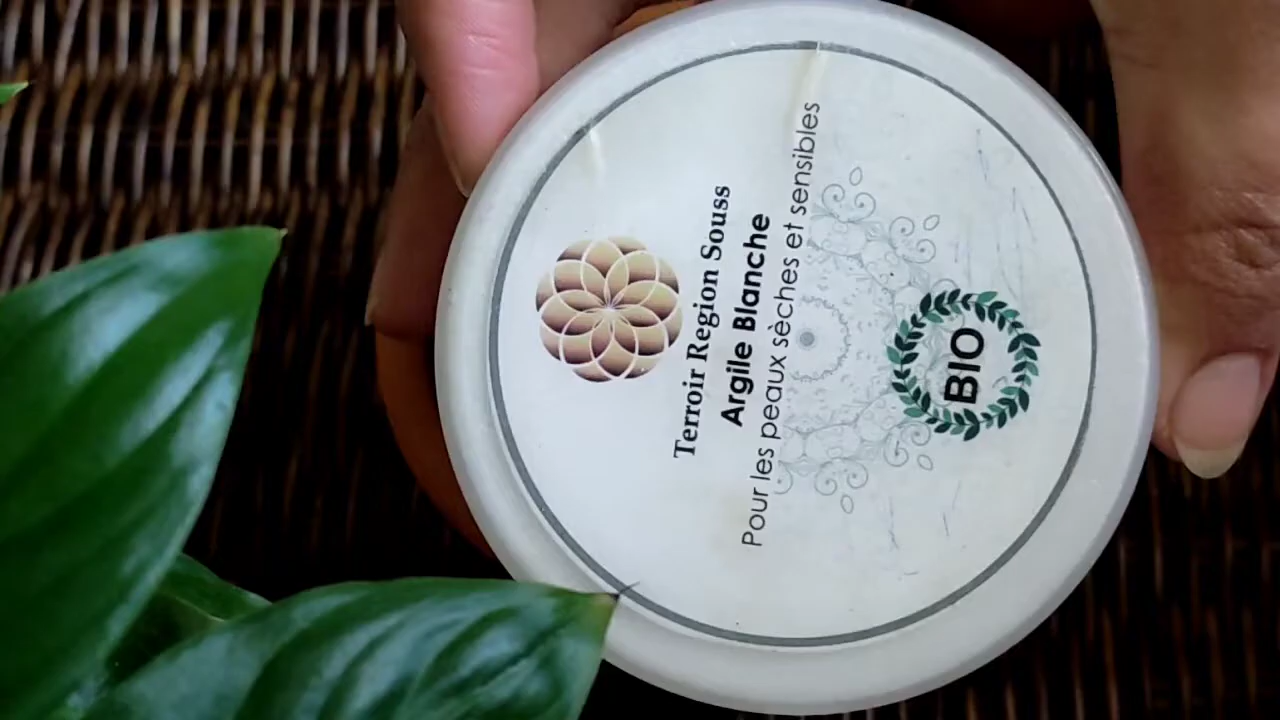 Terroir Region Souss
Argile Blanche
Pour les peaux sèches et sensibles
BIO